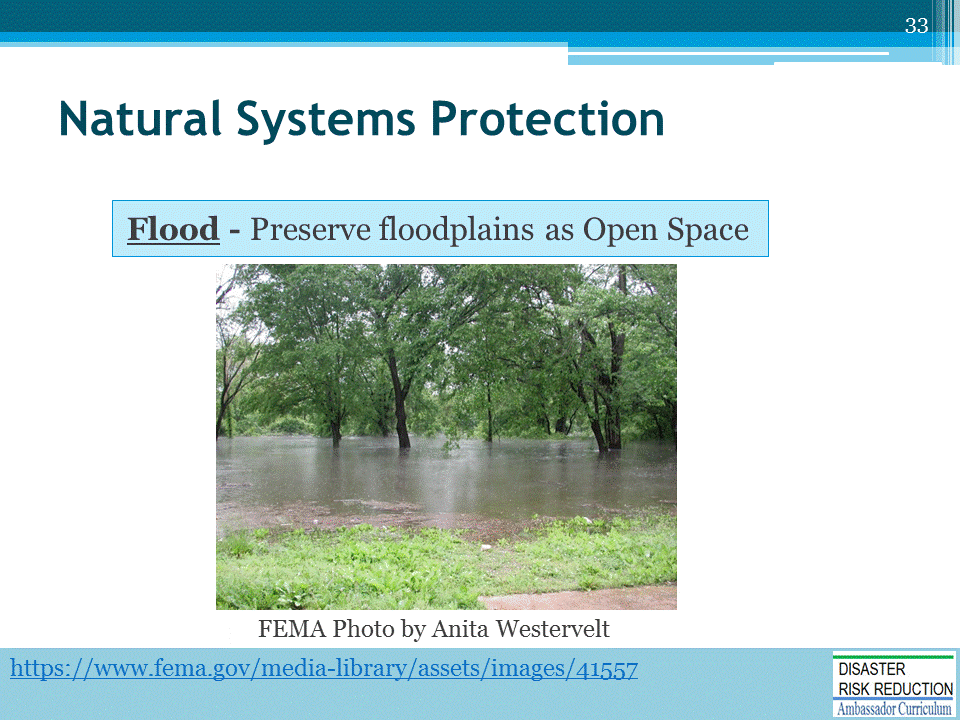 33
Natural Systems Protection
Flood - Preserve floodplains as Open Space
FEMA Photo by Anita Westervelt
https://www.fema.gov/media-library/assets/images/41557
DISASTER
RISK REDUCTION
Ambassador Curriculum